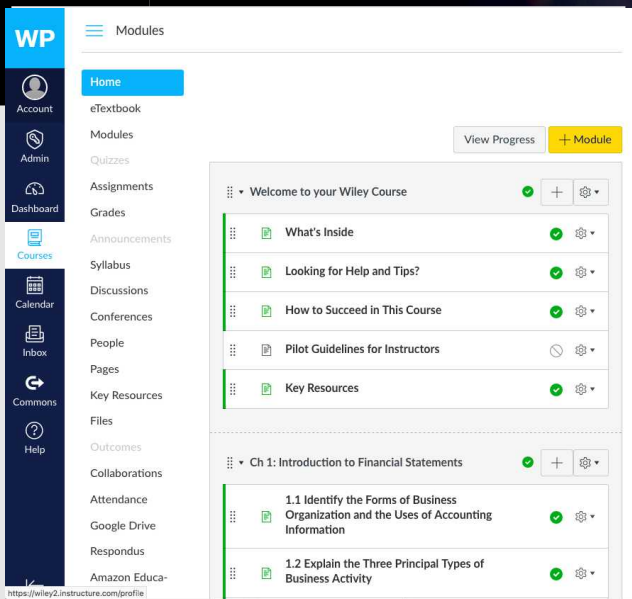 WP
Account
Admin
Dashboard
Courses
Calendar
Inbox
Commons
Help
Modules
Home
eTextbook
Modules
Quizzes
Assignments
Grades
Announcements
Syllabus
Discussions
Conferences
People
Pages
Key Resources
Files
Outcomes
Collaborations
Attendance
Google Drive
Respondus
Amazon Educa-
View Progress
+ Module
Welcome to your Wiley Course
What's Inside
Looking for Help and Tips?
How to Succeed in This Course
Pilot Guidelines for Instructors
Key Resources
Ch 1: Introduction to Financial Statements
1.1 Identify the Forms of Business
Organization and the Uses of Accounting
Information
1.2 Explain the Three Principal Types of
Business Activity
https://wiley2.instructure.com/profile